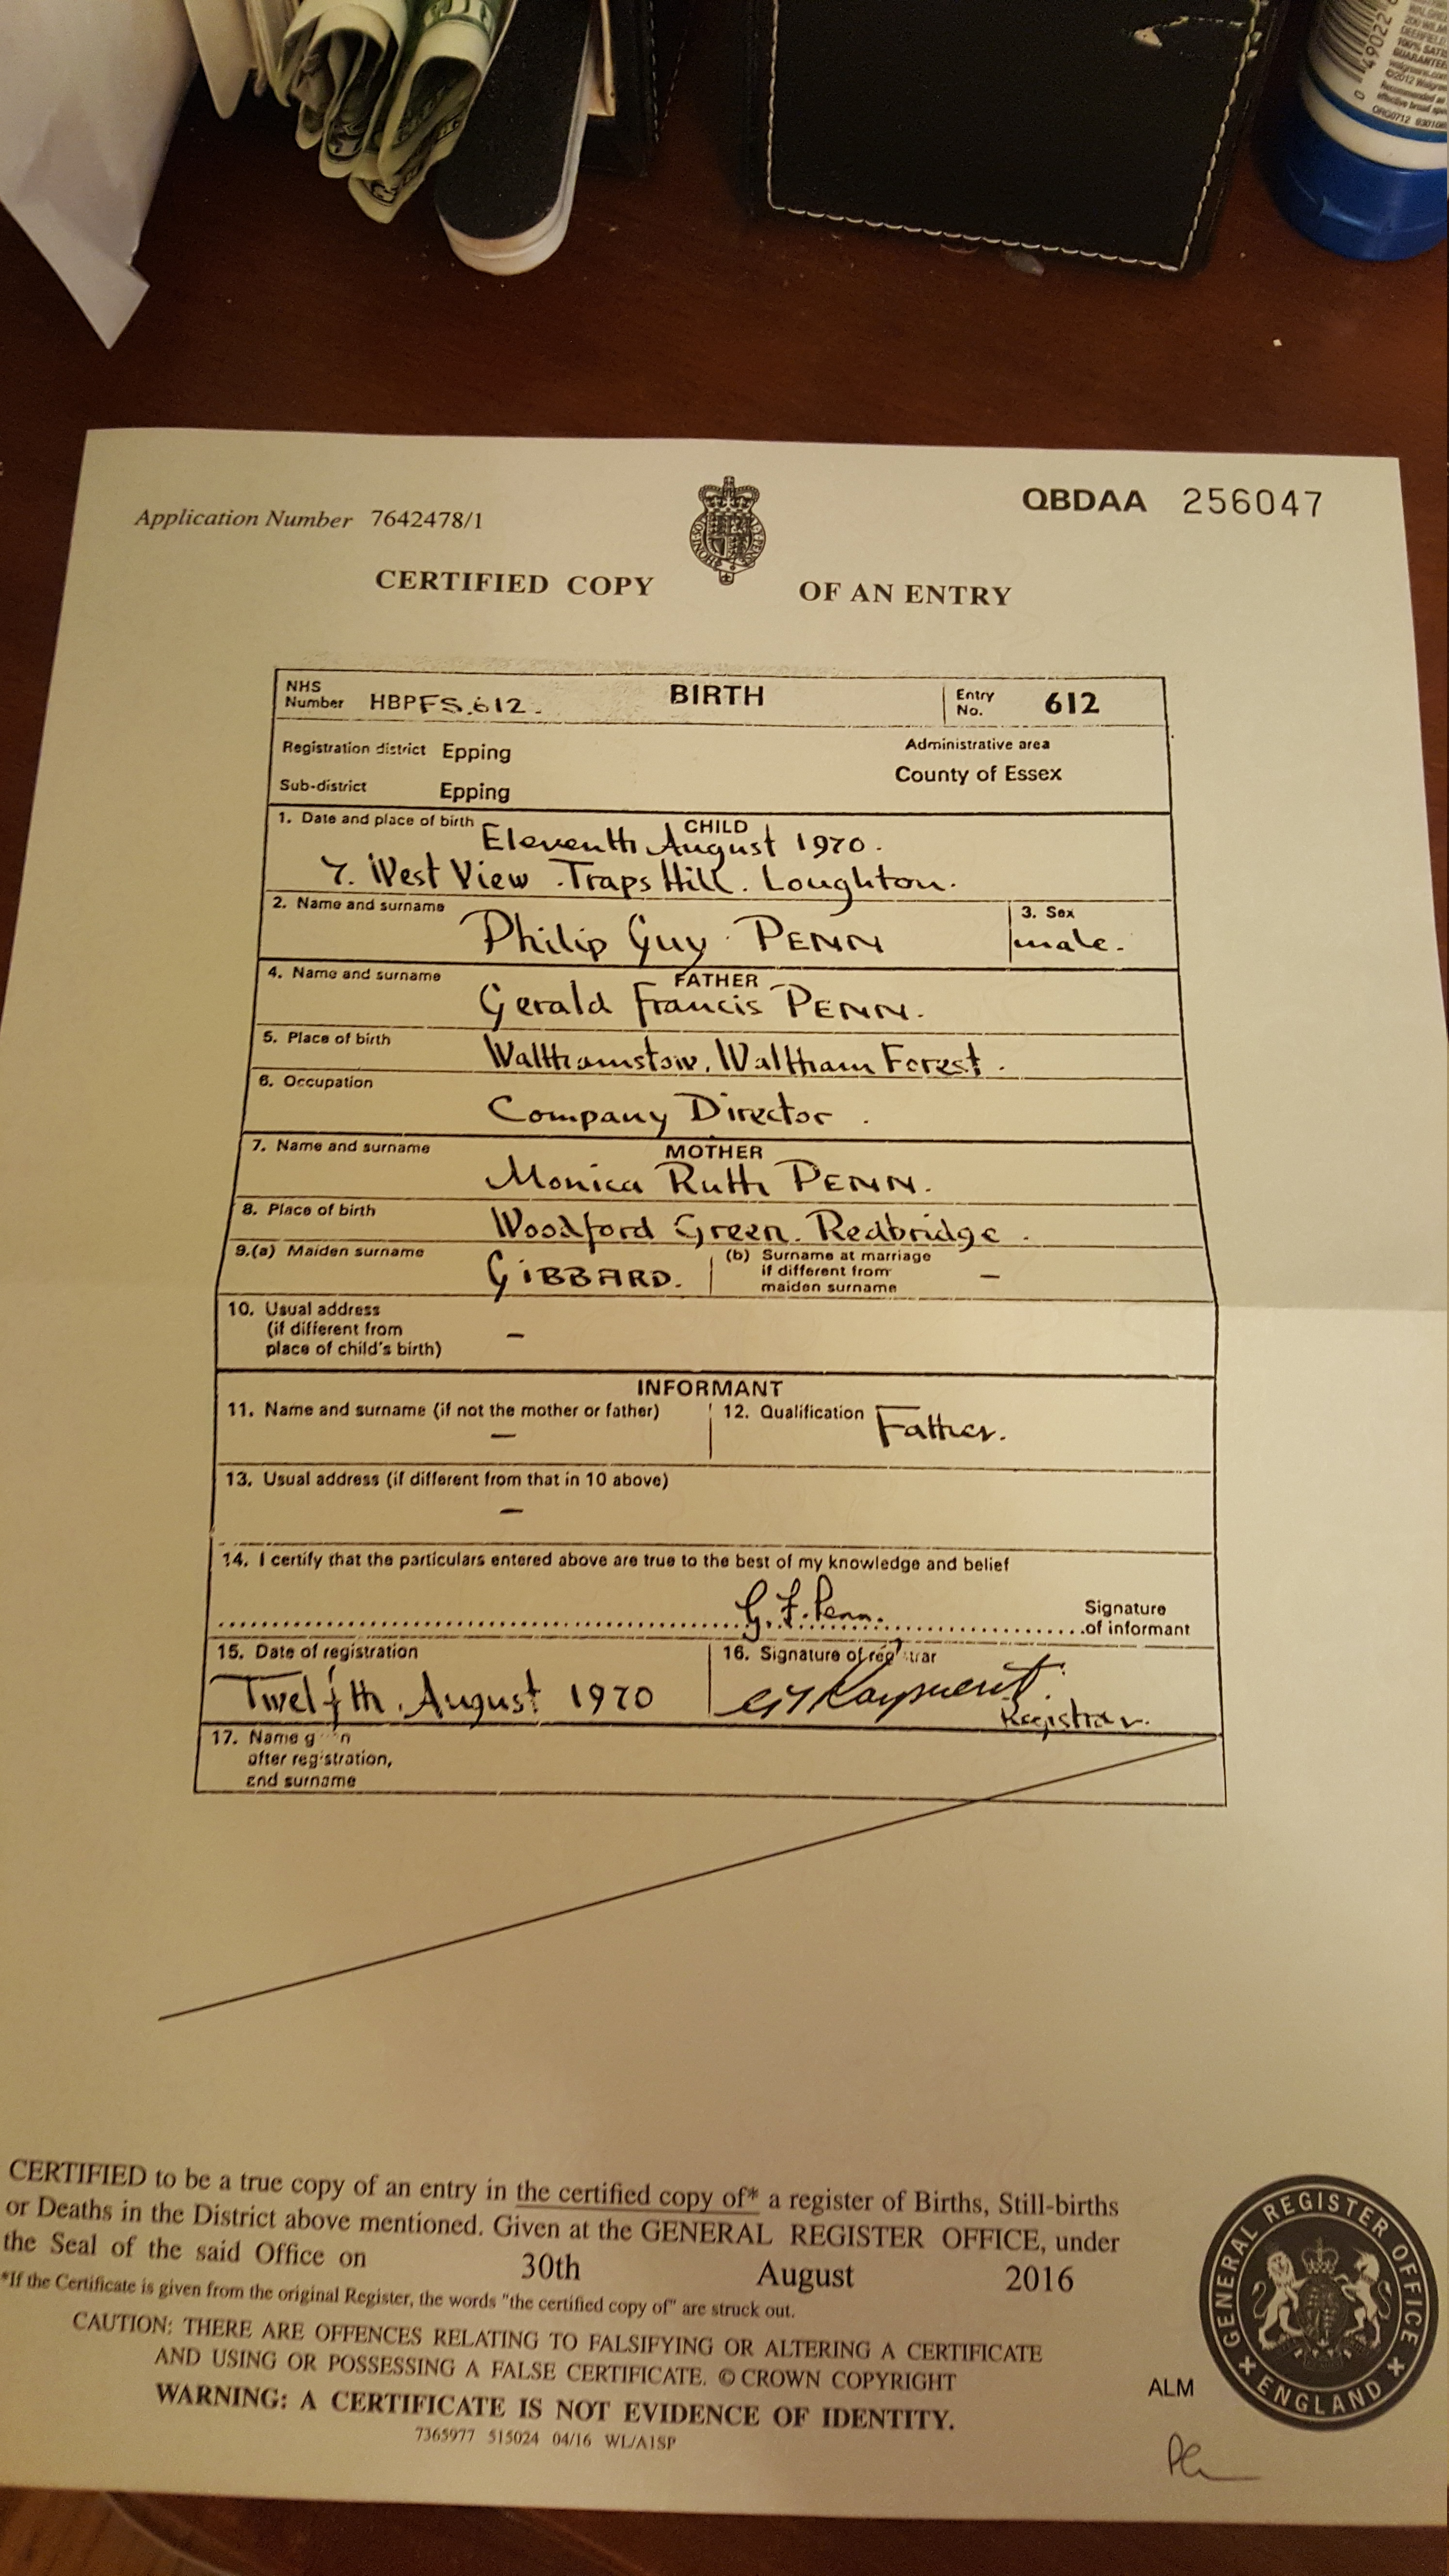 49022
ORG0712
Application Number 7642478/1
QBDAA 256047
CERTIFIED COPY OF AN ENTRY
NHS Number HBPFS.612.
BIRTH
Entry No. 612
Registration district Epping
Administrative area
Sub-district Epping
County of Essex
CHILD
1. Date and place of birth Eleventh August 1970.
7. West View. Traps Hill. Loughton.
2. Name and surname Philip Guy PENN
3. Sex male.
FATHER
4. Name and surname Gerald Francis PENN.
5. Place of birth Walthamstow, Waltham Forest.
6. Occupation
Company Director.
MOTHER
7. Name and surname Monica Ruth PENN.
8. Place of birth Woodford Green. Redbridge.
9.(a) Maiden surname GIBBARD.
(b) Surname at marriage
if different from
maiden surname –
10. Usual address
(if different from
place of child's birth) –
INFORMANT
11. Name and surname (if not the mother or father)
–
12. Qualification Father.
13. Usual address (if different from that in 10 above)
–
14. I certify that the particulars entered above are true to the best of my knowledge and belief
G. F. Penn.
Signature
of informant
15. Date of registration
Twelfth August 1970
16. Signature of registrar
Registrar.
17. Name
after registration,
and surname
CERTIFIED to be a true copy of an entry in the certified copy of* a register of Births, Still-births
or Deaths in the District above mentioned. Given at the GENERAL REGISTER OFFICE, under
the Seal of the said Office on 30th August 2016
*If the Certificate is given from the original Register, the words "the certified copy of" are struck out.
CAUTION: THERE ARE OFFENCES RELATING TO FALSIFYING OR ALTERING A CERTIFICATE
AND USING OR POSSESSING A FALSE CERTIFICATE. © CROWN COPYRIGHT
WARNING: A CERTIFICATE IS NOT EVIDENCE OF IDENTITY.
7365977 515024 04/16 WL/A1SP
ALM
GENERAL REGISTER OFFICE
ENGLAND